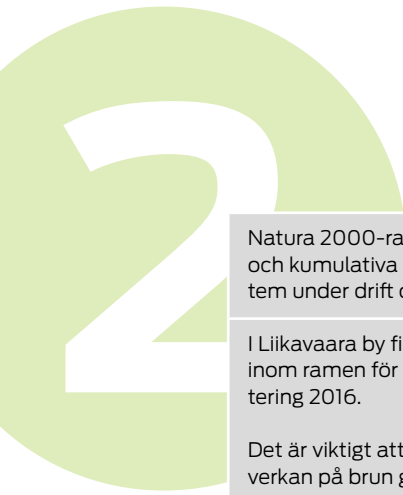 2
Natura 2000-ra
och kumulativa
tem under drift
I Liikavaara by
inom ramen för
tering 2016.
Det är viktigt att
verkan på brun